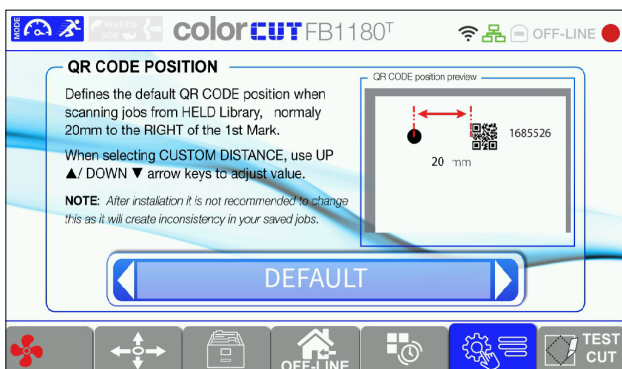 MODE
REVERSE
SIDE
colorCUT FB1180T
OFF-LINE
QR CODE POSITION
Defines the default QR CODE position when
scanning jobs from HELD Library, normaly
20mm to the RIGHT of the 1st Mark.
When selecting CUSTOM DISTANCE, use UP
▲/ DOWN ▼ arrow keys to adjust value.
NOTE: After installation it is not recommended to change
this as it will create inconsistency in your saved jobs.
QR CODE position preview
1685526
20 mm
DEFAULT
OFF-LINE
TEST
CUT